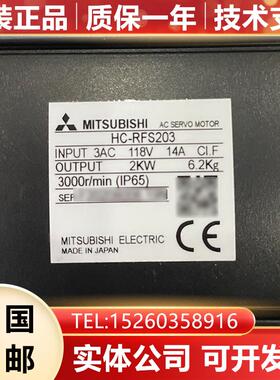 装正品 质保一年 技术支
MITSUBISHI AC SERVO MOTOR
HC-RFS203
INPUT 3AC 118V 14A CI.F
OUTPUT 2KW 6.2Kg
3000r/min (IP65)
SER
MITSUBISHI ELECTRIC
MADE IN JAPAN
国
邮
TEL:15260358916
实体公司 可开专票